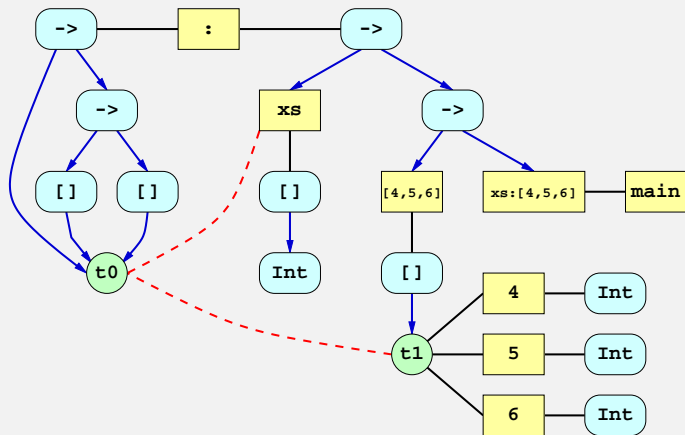 -> : ->
-> xs ->
[] [] [] [4,5,6] xs:[4,5,6] main
t0 Int [] 4 Int
t1 5 Int
6 Int